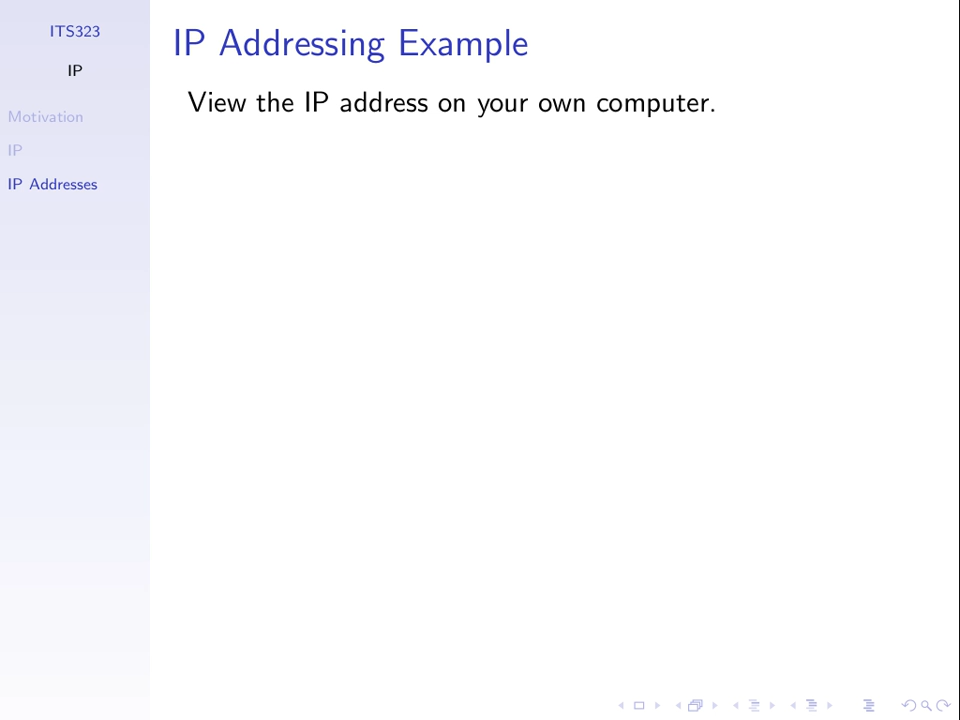 ITS323
IP
Motivation
IP
IP Addresses
IP Addressing Example
View the IP address on your own computer.